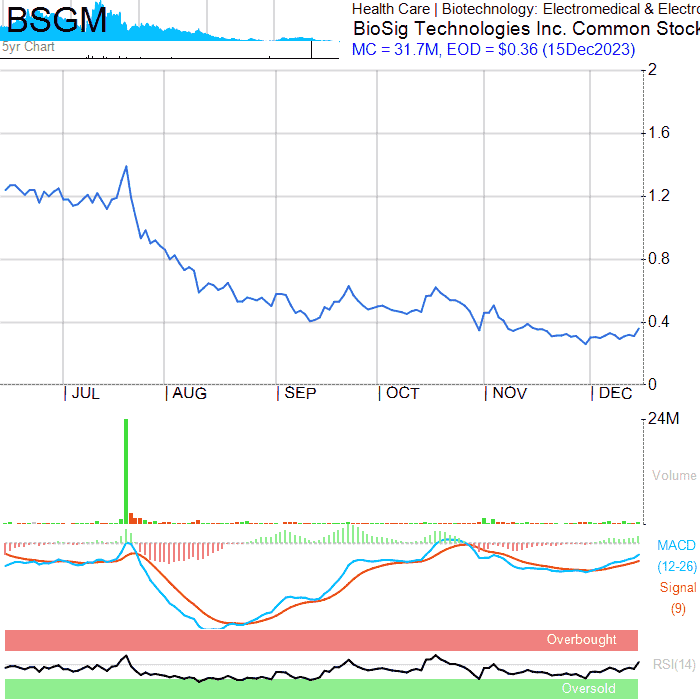 BSGM
5yr Chart
Health Care | Biotechnology: Electromedical & Electro
BioSig Technologies Inc. Common Stock
MC = 31.7M, EOD = $0.36 (15Dec2023)
2
1.6
1.2
0.8
0.4
0
JUL AUG SEP OCT NOV DEC
24M
Volume
MACD
(12-26)
Signal
(9)
Overbought
RSI(14)
Oversold